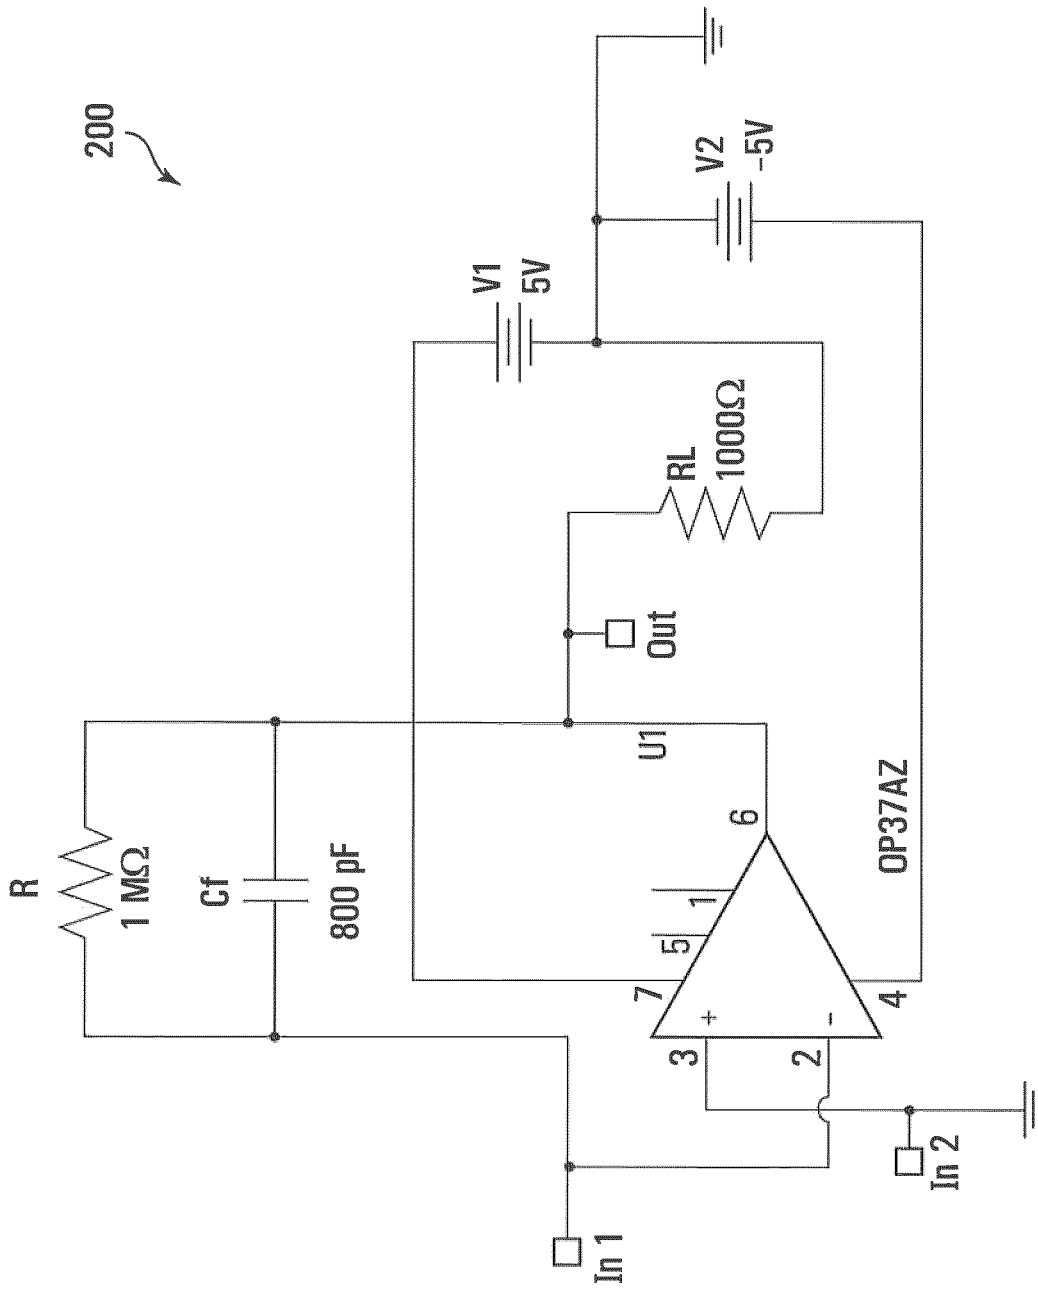 200
R
1 MΩ
Cf
800 pF
V1
5V
V2
–5V
RL
1000Ω
Out
U1
6
1
5
7
3
+
2
–
4
OP37AZ
In 1
In 2